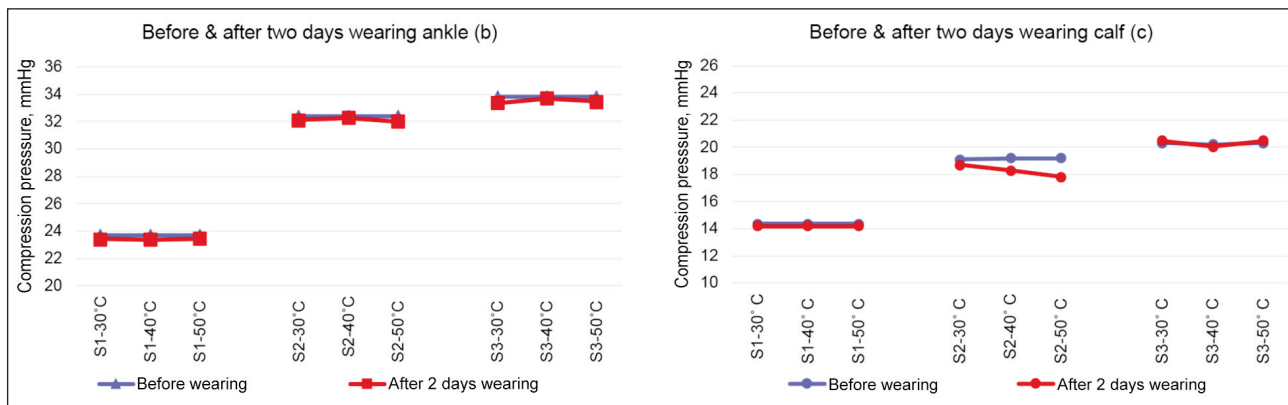 Before & after two days wearing ankle (b)
Compression presssure, mmHg
36
34
32
30
28
26
24
22
20
S1-30°C
S1-40°C
S1-50°C
S2-30°C
S2-40°C
S2-50°C
S3-30°C
S3-40°C
S3-50°C
Before wearing
After 2 days wearing
Before & after two days wearing calf (c)
Compression pressure, mmHg
26
24
22
20
18
16
14
12
10
S1-30° C
S1-40° C
S1-50° C
S2-30° C
S2-40° C
S2-50° C
S3-30° C
S3-40° C
S3-50° C
Before wearing
After 2 days wearing